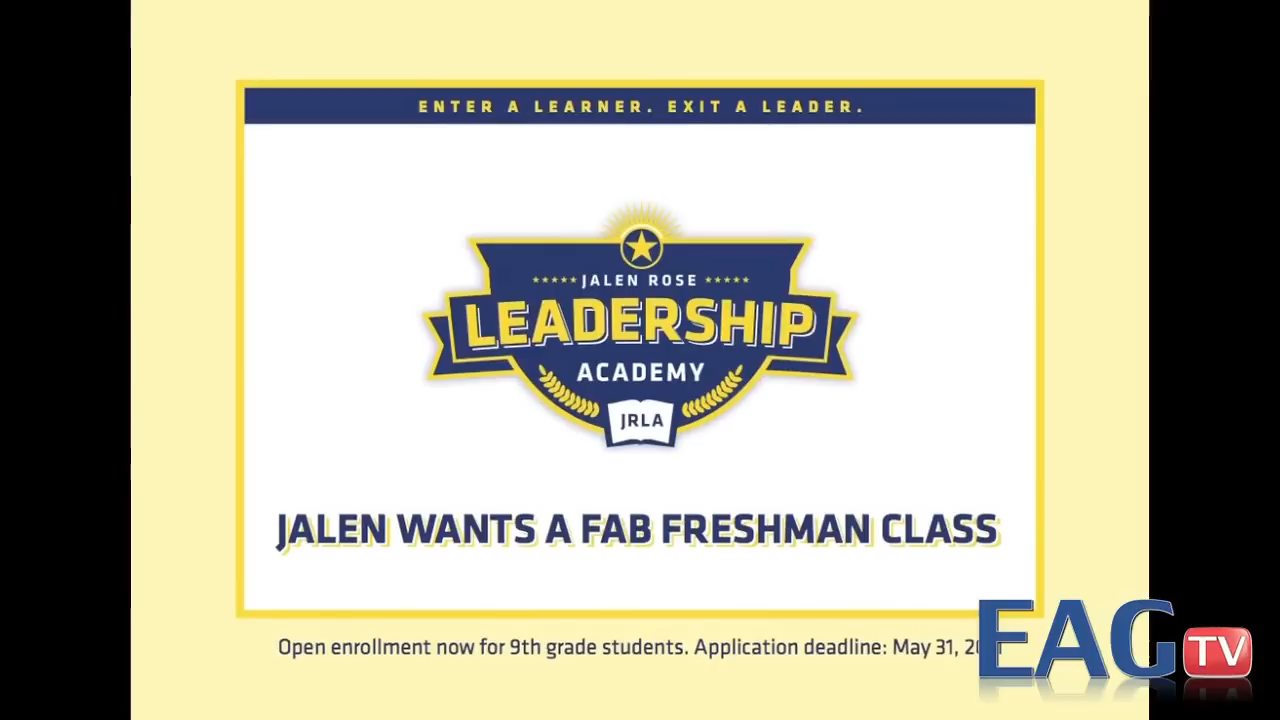 ENTER A LEARNER. EXIT A LEADER.
JALEN ROSE
LEADERSHIP
ACADEMY
JRLA
JALEN WANTS A FAB FRESHMAN CLASS
Open enrollment now for 9th grade students. Application deadline: May 31,
EAG TV